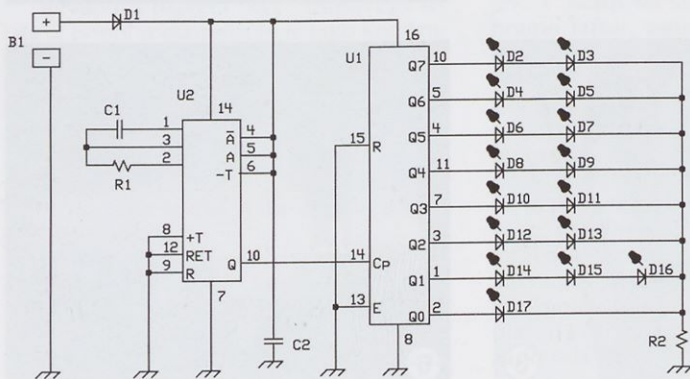 + D1
B1
-
U2
14
C1
1
3
2
R1
A 4
A 5
-T 6
8 +T
12 RET
9 R
Q 10
7
C2
U1
16
15 R
14 CP
13 E
8
Q7 10 D2 D3
Q6 5 D4 D5
Q5 4 D6 D7
Q4 11 D8 D9
Q3 7 D10 D11
Q2 3 D12 D13
Q1 1 D14 D15 D16
Q0 2 D17
R2